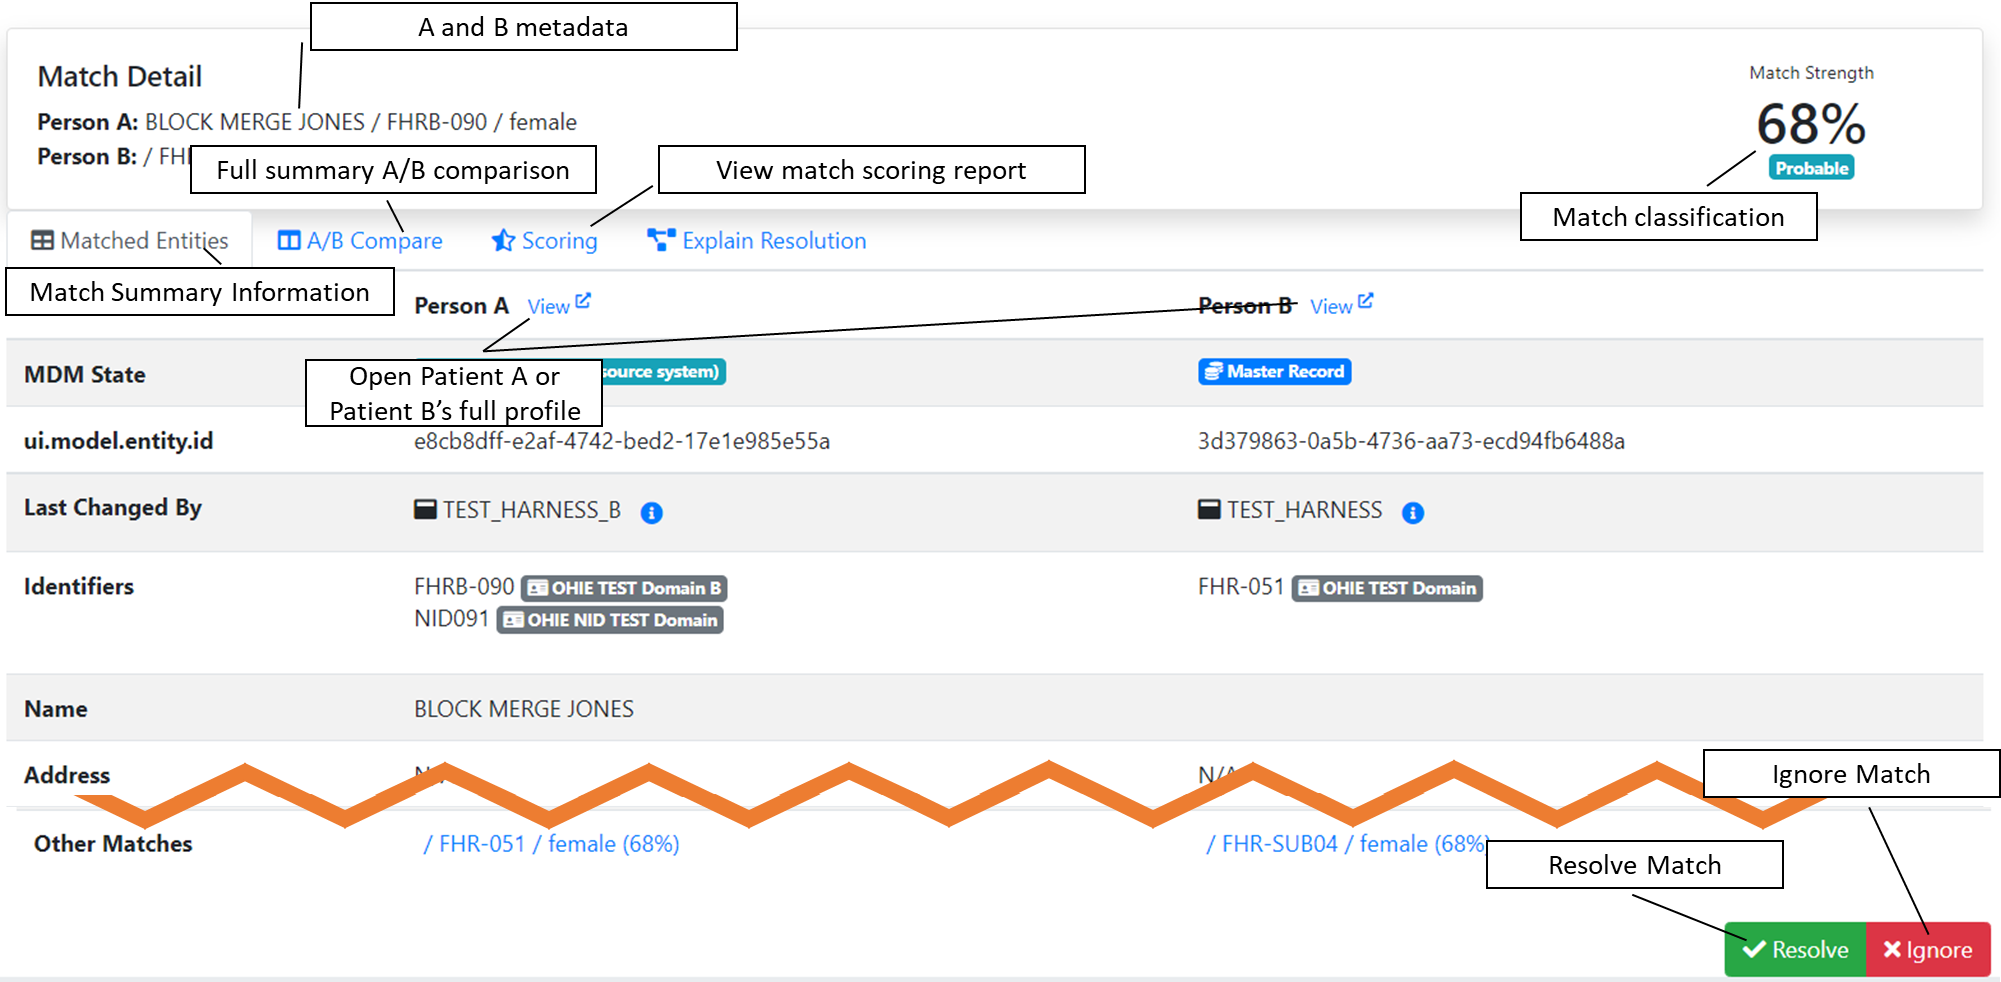 A and B metadata
Match Detail
Match Strength
Person A: BLOCK MERGE JONES / FHRB-090 / female
68%
Person B: / FH
Probable
Full summary A/B comparison
View match scoring report
Match classification
Matched Entities
A/B Compare
Scoring
Explain Resolution
Match Summary Information
Person A View
Person B View
Open Patient A or
Patient B's full profile
MDM State
source system)
Master Record
ui.model.entity.id
e8cb8dff-e2af-4742-bed2-17e1e985e55a
3d379863-0a5b-4736-aa73-ecd94fb6488a
Last Changed By
TEST_HARNESS_B
TEST_HARNESS
Identifiers
FHRB-090 OHIE TEST Domain B
FHR-051 OHIE TEST Domain
NID091 OHIE NID TEST Domain
Name
BLOCK MERGE JONES
Address
N/A
Ignore Match
Other Matches
/ FHR-051 / female (68%)
/ FHR-SUB04 / female (68%)
Resolve Match
Resolve
Ignore